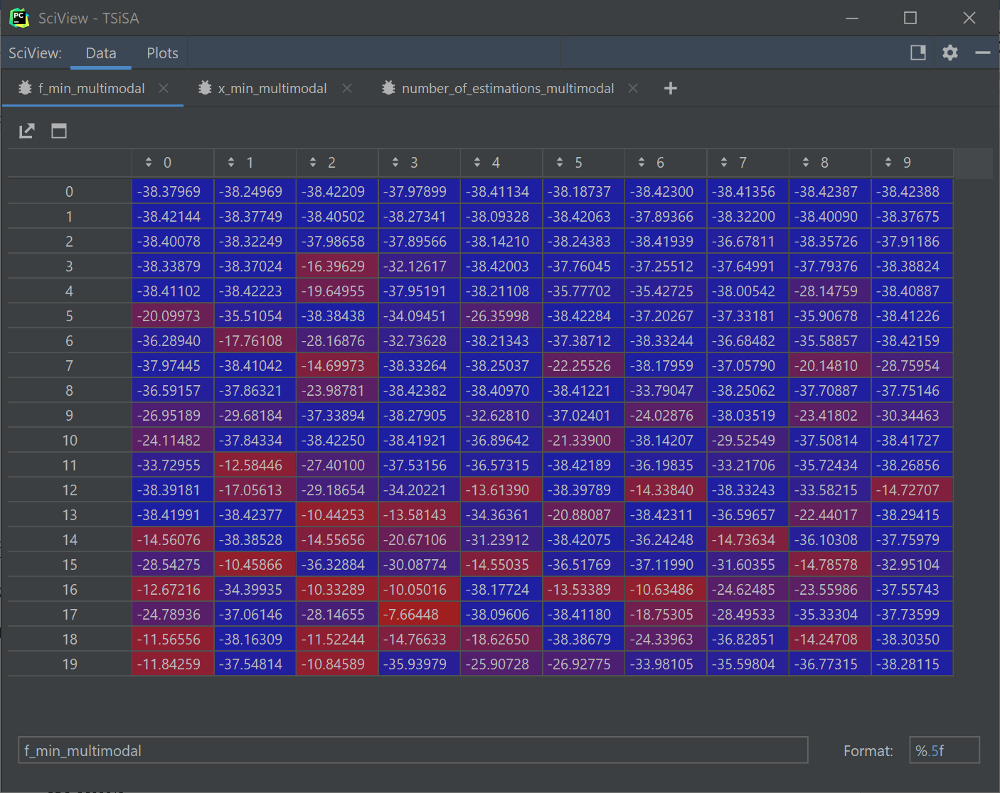 PC SciView - TSiSA
SciView: Data Plots
f_min_multimodal x_min_multimodal number_of_estimations_multimodal
0 1 2 3 4 5 6 7 8 9
0 -38.37969 -38.24969 -38.42209 -37.97899 -38.41134 -38.18737 -38.42300 -38.41356 -38.42387 -38.42388
1 -38.42144 -38.37749 -38.40502 -38.27341 -38.09328 -38.42063 -37.89366 -38.32200 -38.40090 -38.37675
2 -38.40078 -38.32249 -37.98658 -37.89566 -38.14210 -38.24383 -38.41939 -36.67811 -38.35726 -37.91186
3 -38.33879 -38.37024 -16.39629 -32.12617 -38.42003 -37.76045 -37.25512 -37.64991 -37.79376 -38.38824
4 -38.41102 -38.42223 -19.64955 -37.95191 -38.21108 -35.77702 -35.42725 -38.00542 -28.14759 -38.40887
5 -20.09973 -35.51054 -38.38438 -34.09451 -26.35998 -38.42284 -37.20267 -37.33181 -35.90678 -38.41226
6 -36.28940 -17.76108 -28.16876 -32.73628 -38.21343 -37.38712 -38.33244 -36.68482 -35.58857 -38.42159
7 -37.97445 -38.41042 -14.69973 -38.33264 -38.25037 -22.25526 -38.17959 -37.05790 -20.14810 -28.75954
8 -36.59157 -37.86321 -23.98781 -38.42382 -38.40970 -38.41221 -33.79047 -38.25062 -37.70887 -37.75146
9 -26.95189 -29.68184 -37.33894 -38.27905 -32.62810 -37.02401 -24.02876 -38.03519 -23.41802 -30.34463
10 -24.11482 -37.84334 -38.42250 -38.41921 -36.89642 -21.33900 -38.14207 -29.52549 -37.50814 -38.41727
11 -33.72955 -12.58446 -27.40100 -37.53156 -36.57315 -38.42189 -36.19835 -33.21706 -35.72434 -38.26856
12 -38.39181 -17.05613 -29.18654 -34.20221 -13.61390 -38.39789 -14.33840 -38.33243 -33.58215 -14.72707
13 -38.41991 -38.42377 -10.44253 -13.58143 -34.36361 -20.88087 -38.42311 -36.59657 -22.44017 -38.29415
14 -14.56076 -38.38528 -14.55656 -20.67106 -31.23912 -38.42075 -36.24248 -14.73634 -36.10308 -37.75979
15 -28.54275 -10.45866 -36.32884 -30.08774 -14.55035 -36.51769 -37.11990 -31.60355 -14.78578 -32.95104
16 -12.67216 -34.39935 -10.33289 -10.05016 -38.17724 -13.53389 -10.63486 -24.62485 -23.55986 -37.55743
17 -24.78936 -37.06146 -28.14655 -7.66448 -38.09606 -38.41180 -18.75305 -28.49533 -35.33304 -37.73599
18 -11.56556 -38.16309 -11.52244 -14.76633 -18.62650 -38.38679 -24.33963 -36.82851 -14.24708 -38.30350
19 -11.84259 -37.54814 -10.84589 -35.93979 -25.90728 -26.92775 -33.98105 -35.59804 -36.77315 -38.28115
f_min_multimodal Format: %.5f